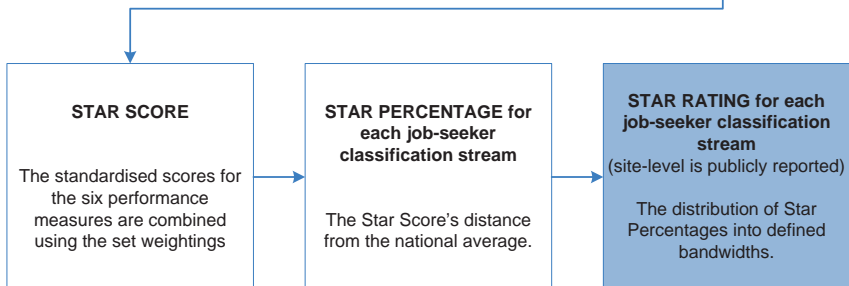 STAR SCORE
The standardised scores for
the six performance
measures are combined
using the set weightings
STAR PERCENTAGE for
each job-seeker
classification stream
The Star Score's distance
from the national average.
STAR RATING for each
job-seeker classification
stream
(site-level is publicly reported)
The distribution of Star
Percentages into defined
bandwidths.